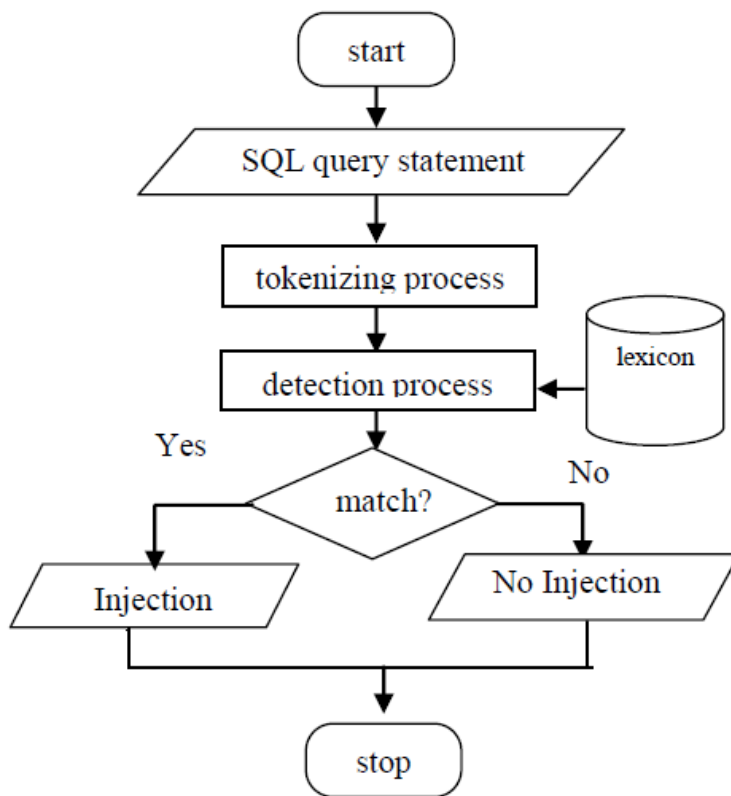 start
SQL query statement
tokenizing process
lexicon
detection process
Yes
No
match?
Injection
No Injection
stop